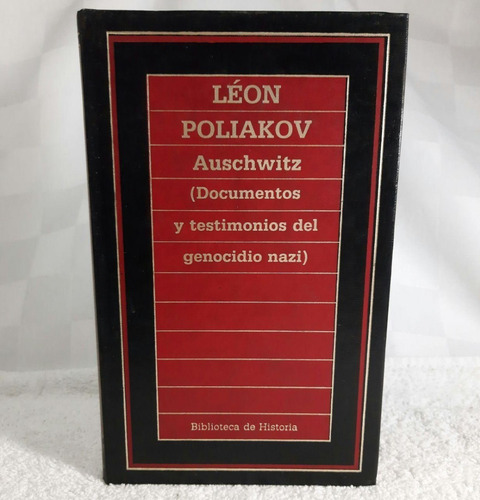 LÉON
POLIAKOV
Auschwitz
(Documentos
y testimonios del
genocidio nazi)
Biblioteca de Historia